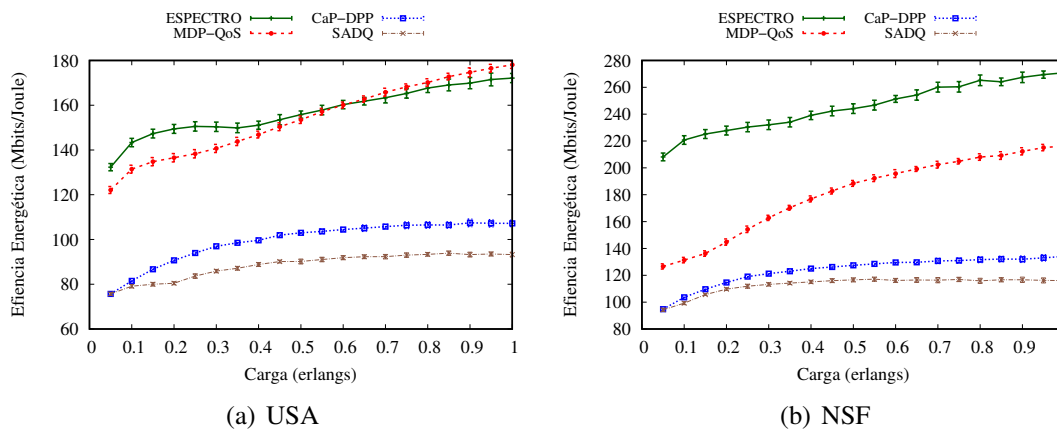 ESPECTRO CaP-DPP
MDP-QoS SADQ
180
160
140
120
100
80
60
Efiencia Energética (Mbits/Joule)
0 0.1 0.2 0.3 0.4 0.5 0.6 0.7 0.8 0.9 1
Carga (erlangs)
(a) USA
ESPECTRO CaP-DPP
MDP-QoS SADQ
280
260
240
220
200
180
160
140
120
100
80
Efiencia Energética (Mbits/Joule)
0 0.1 0.2 0.3 0.4 0.5 0.6 0.7 0.8 0.9
Carga (erlangs)
(b) NSF